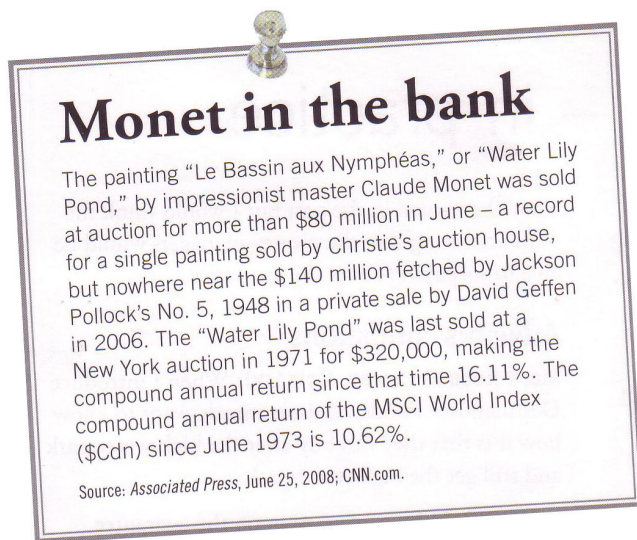 Monet in the bank
The painting “Le Bassin aux Nymphéas,” or “Water Lily
Pond,” by impressionist master Claude Monet was sold
at auction for more than $80 million in June – a record
for a single painting sold by Christie’s auction house,
but nowhere near the $140 million fetched by Jackson
Pollock’s No. 5, 1948 in a private sale by David Geffen
in 2006. The “Water Lily Pond” was last sold at a
New York auction in 1971 for $320,000, making the
compound annual return since that time 16.11%. The
compound annual return of the MSCI World Index
($Cdn) since June 1973 is 10.62%.
Source: Associated Press, June 25, 2008; CNN.com.